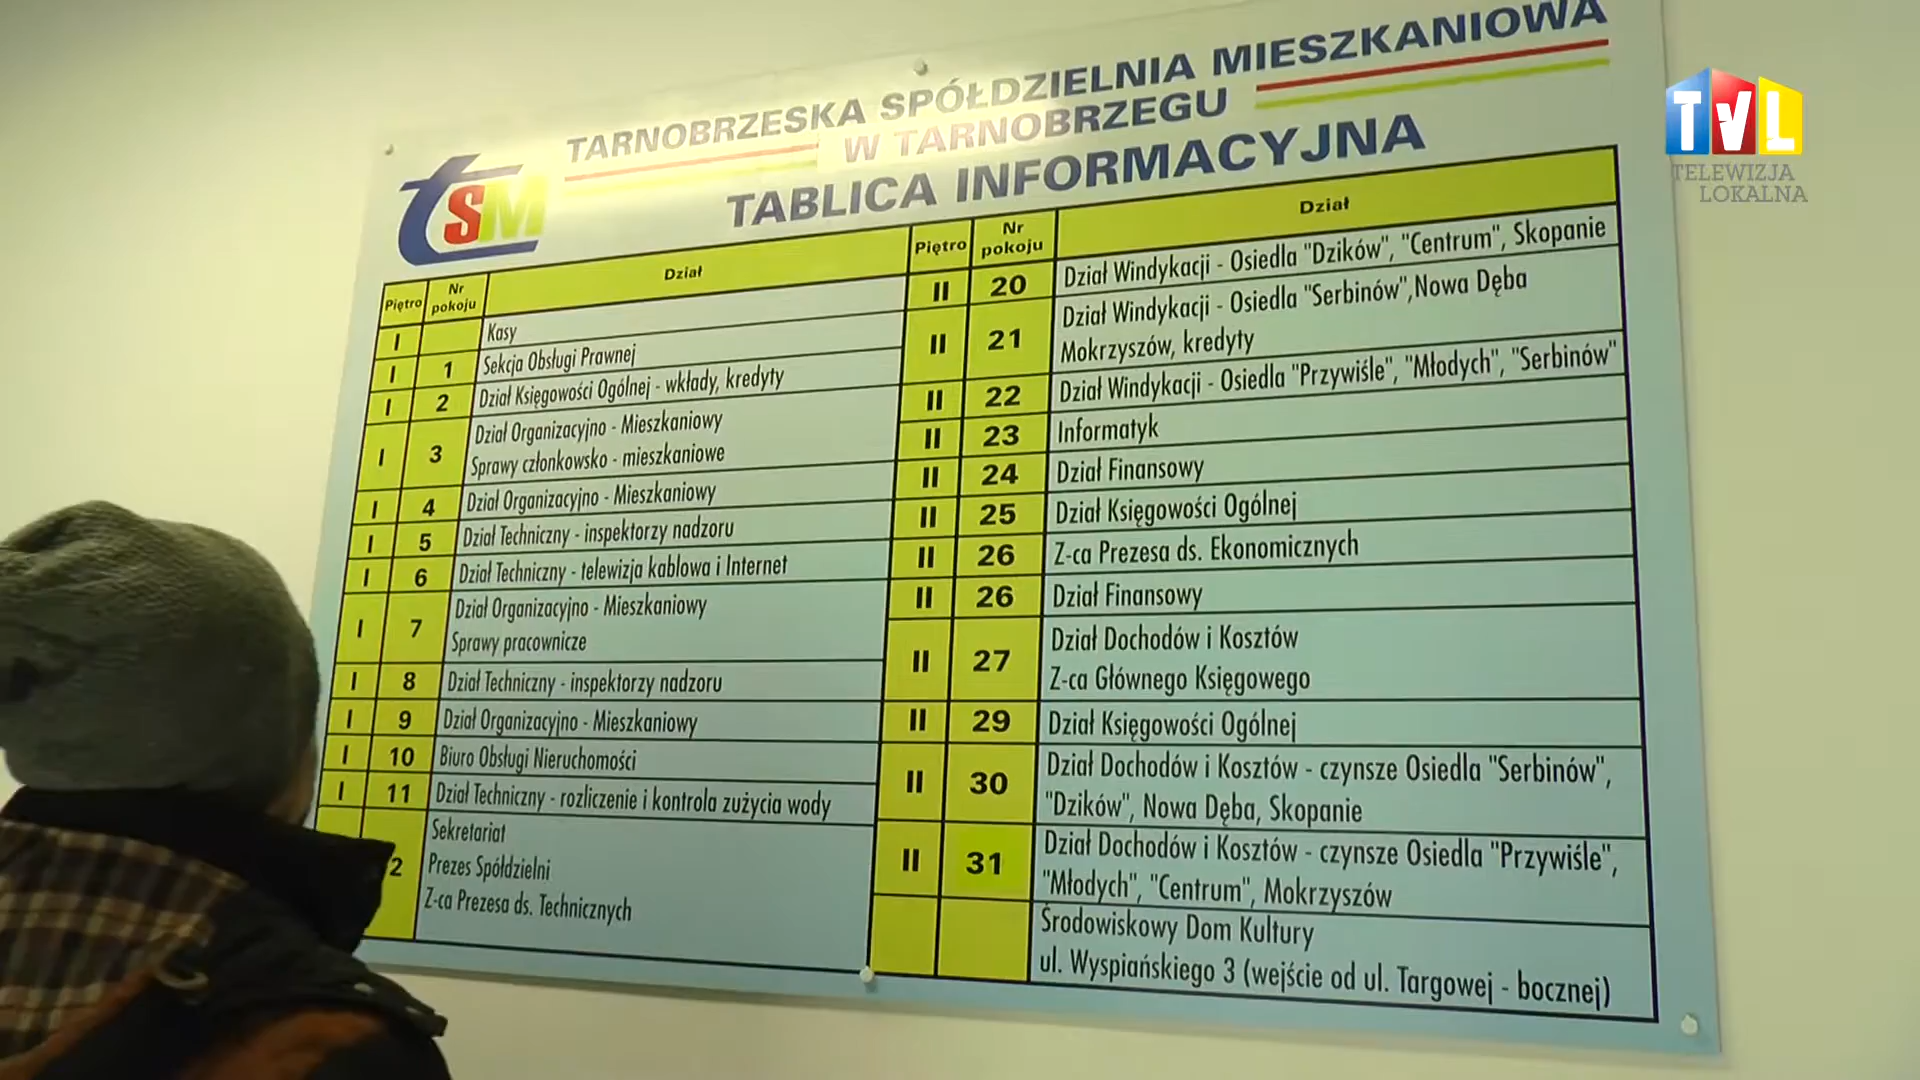 TARNOBRZESKA SPÓŁDZIELNIA MIESZKANIOWA
W TARNOBRZEGU
TABLICA INFORMACYJNA
tSM
TVL
TELEWIZJA
LOKALNA
Piętro Nr pokoju Dział
I Kasy
I 1 Sekcja Obsługi Prawnej
I 2 Dział Księgowości Ogólnej - wkłady, kredyty
I 3 Dział Organizacyjno - Mieszkaniowy
Sprawy członkowsko - mieszkaniowe
I 4 Dział Organizacyjno - Mieszkaniowy
I 5 Dział Techniczny - inspektorzy nadzoru
I 6 Dział Techniczny - telewizja kablowa i Internet
I 7 Dział Organizacyjno - Mieszkaniowy
Sprawy pracownicze
I 8 Dział Techniczny - inspektorzy nadzoru
I 9 Dział Organizacyjno - Mieszkaniowy
I 10 Biuro Obsługi Nieruchomości
I 11 Dział Techniczny - rozliczenie i kontrola zużycia wody
2 Sekretariat
Prezes Spółdzielni
Z-ca Prezesa ds. Technicznych
Piętro Nr pokoju Dział
II 20 Dział Windykacji - Osiedla "Dzików", "Centrum", Skopanie
II 21 Dział Windykacji - Osiedla "Serbinów",Nowa Dęba
Mokrzyszów, kredyty
II 22 Dział Windykacji - Osiedla "Przywiśle", "Młodych", "Serbinów"
II 23 Informatyk
II 24 Dział Finansowy
II 25 Dział Księgowości Ogólnej
II 26 Z-ca Prezesa ds. Ekonomicznych
II 26 Dział Finansowy
II 27 Dział Dochodów i Kosztów
Z-ca Głównego Księgowego
II 29 Dział Księgowości Ogólnej
II 30 Dział Dochodów i Kosztów - czynsze Osiedla "Serbinów",
"Dzików", Nowa Dęba, Skopanie
II 31 Dział Dochodów i Kosztów - czynsze Osiedla "Przywiśle",
"Młodych", "Centrum", Mokrzyszów
Środowiskowy Dom Kultury
ul. Wyspiańskiego 3 (wejście od ul. Targowej - bocznej)